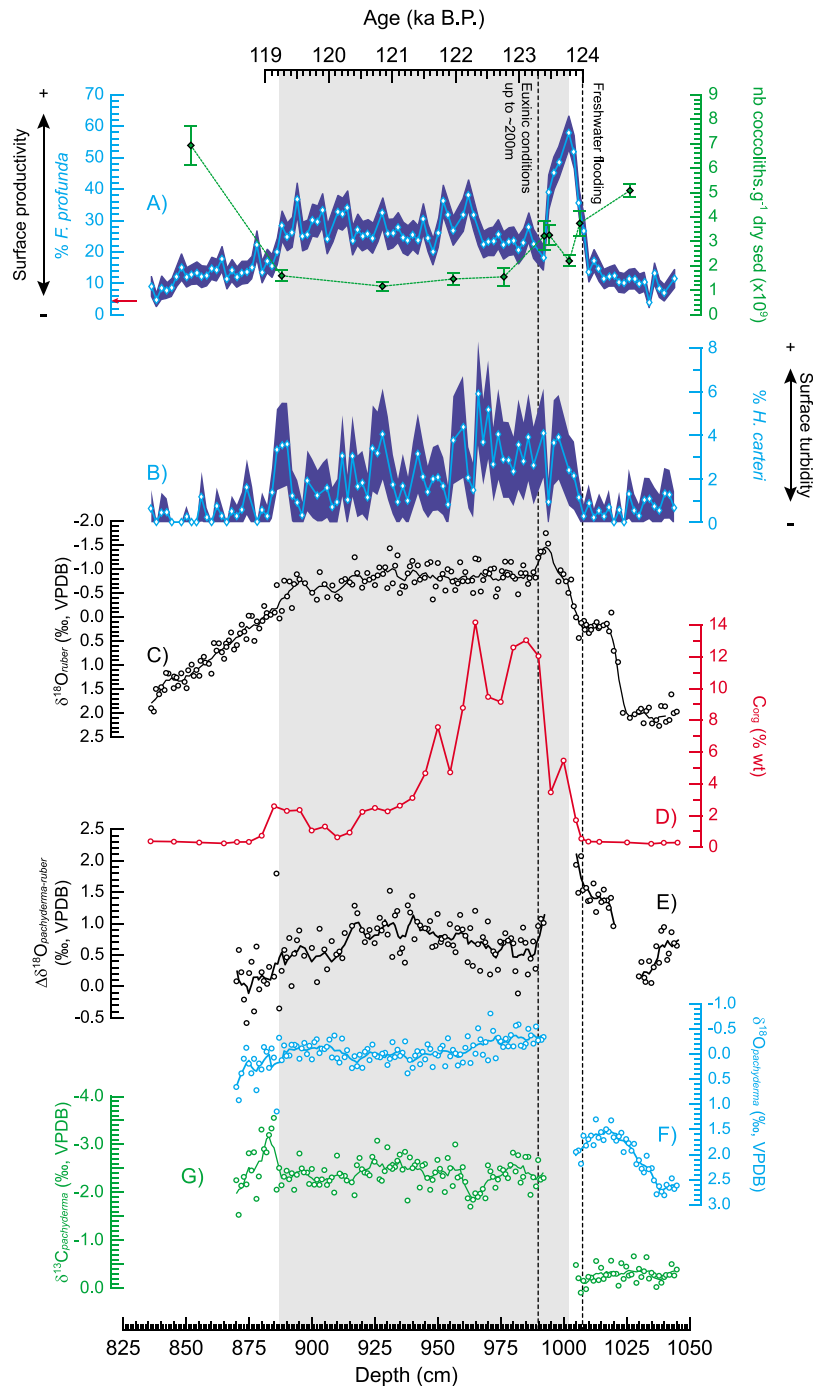 Age (ka B.P.)
119 120 121 122 123 124
Surface productivity
+
-
% F. profunda
70
60
50
40
30
20
10
0
A)
Euxinic conditions
up to ~200m
Freshwater flooding
9
8
7
6
5
4
3
2
1
0
nb coccoliths.g⁻¹ dry sed (x10⁹)
B)
8
6
4
2
0
% H. carteri
+
Surface turbidity
-
-2.0
-1.5
-1.0
-0.5
0.0
0.5
1.0
1.5
2.0
2.5
δ¹⁸Oruber (‰, VPDB)
C)
14
12
10
8
6
4
2
0
Corg (% wt)
D)
2.5
2.0
1.5
1.0
0.5
0.0
-0.5
Δδ¹⁸Opachyderma-ruber
(‰, VPDB)
E)
-1.0
-0.5
0.0
0.5
1.0
1.5
2.0
2.5
3.0
δ¹⁸Opachyderma (‰, VPDB)
F)
-4.0
-3.0
-2.0
-1.0
0.0
δ¹³Cpachyderma (‰, VPDB)
G)
825 850 875 900 925 950 975 1000 1025 1050
Depth (cm)